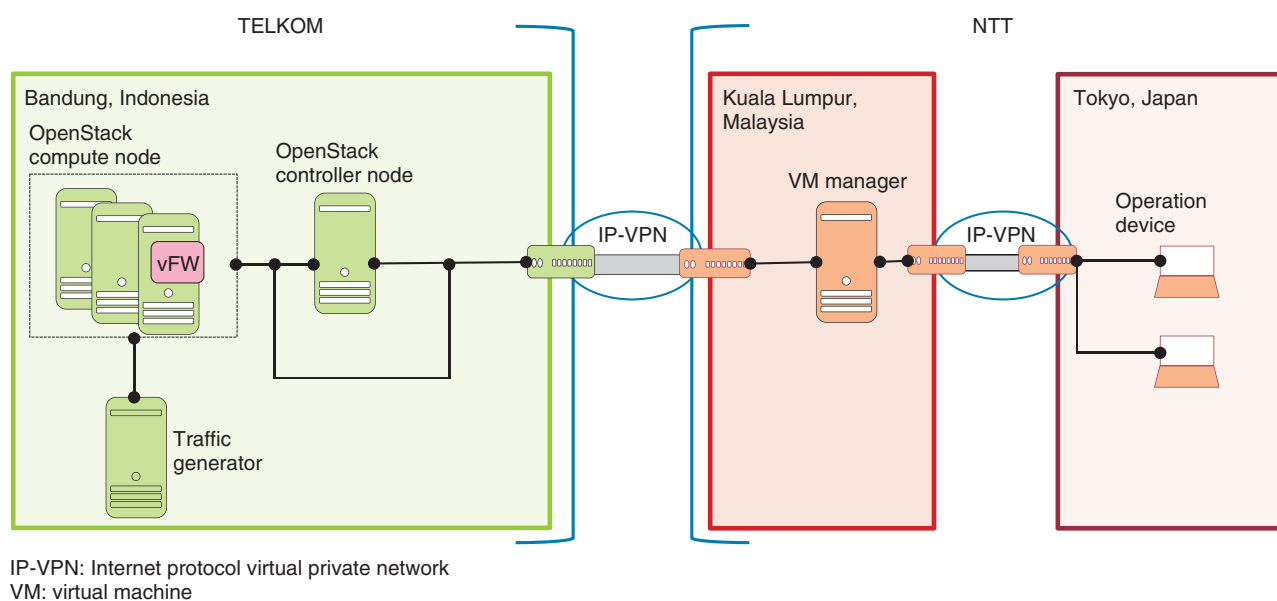 TELKOM
NTT
Bandung, Indonesia
OpenStack
compute node
OpenStack
controller node
vFW
Traffic
generator
IP-VPN
Kuala Lumpur,
Malaysia
VM manager
IP-VPN
Tokyo, Japan
Operation
device
IP-VPN: Internet protocol virtual private network
VM: virtual machine